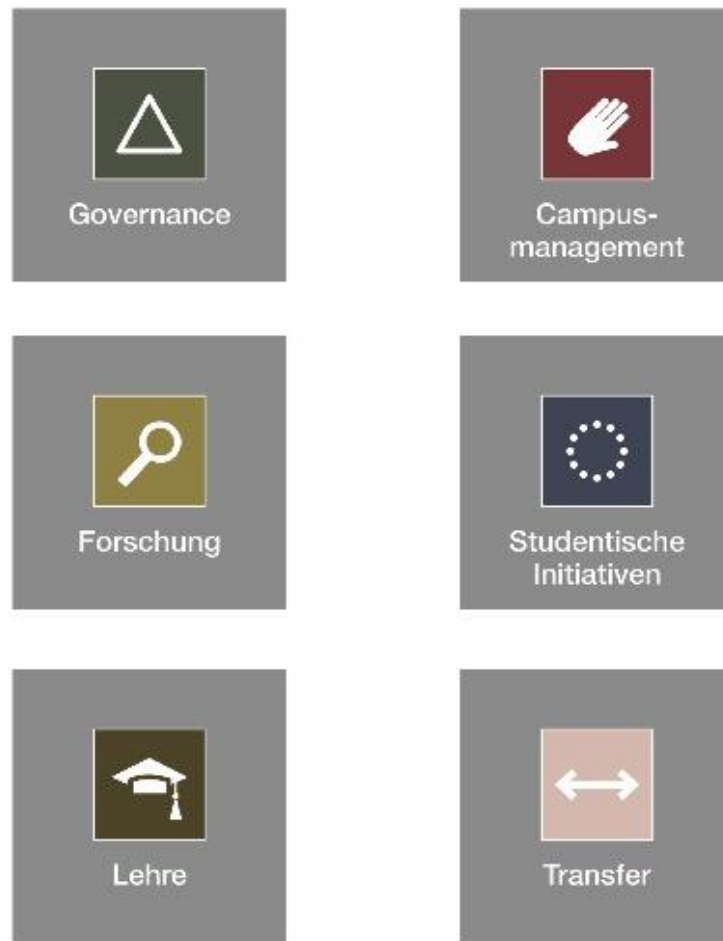 Governance
Campus-
management
Forschung
Studentische
Initiativen
Lehre
Transfer